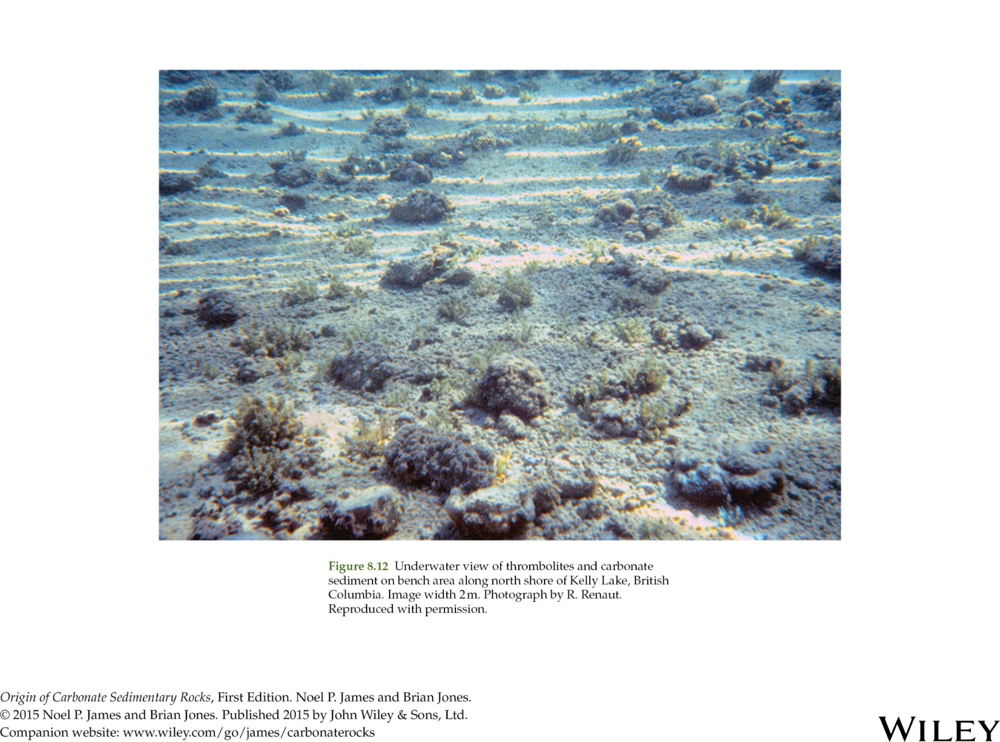 Figure 8.12 Underwater view of thrombolites and carbonate
sediment on bench area along north shore of Kelly Lake, British
Columbia. Image width 2 m. Photograph by R. Renaut.
Reproduced with permission.
Origin of Carbonate Sedimentary Rocks, First Edition. Noel P. James and Brian Jones.
© 2015 Noel P. James and Brian Jones. Published 2015 by John Wiley & Sons, Ltd.
Companion website: www.wiley.com/go/james/carbonaterocks
WILEY